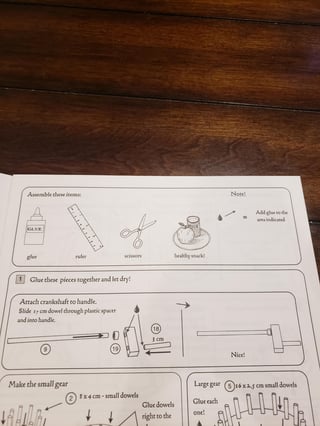 Assemble these items:
Note!
GLUE
= Add glue to the
area indicated
glue
ruler
scissors
healthy snack!
1 Glue these pieces together and let dry!
Attach crankshaft to handle.
Slide 17 cm dowel through plastic spacer
and into handle.
18
1 cm
19
Nice!
Make the small gear
2 8 x 4 cm - small dowels
Glue dowels
right to the
Large gear 5 16 x 2,5 cm small dowels
Glue each
one!